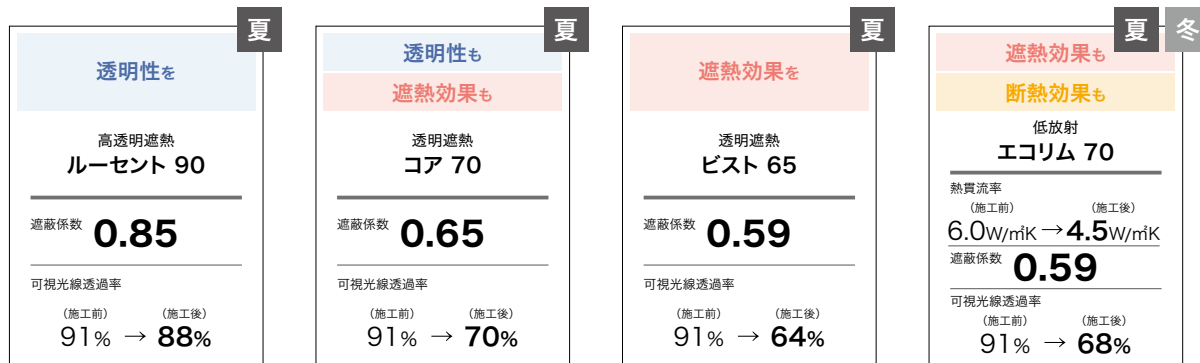 夏
透明性を
高透明遮熱
ルーセント 90
遮蔽係数 0.85
可視光線透過率
(施工前) (施工後)
91% → 88%
夏
透明性も
遮熱効果も
透明遮熱
コア 70
遮蔽係数 0.65
可視光線透過率
(施工前) (施工後)
91% → 70%
夏
遮熱効果を
透明遮熱
ビスト 65
遮蔽係数 0.59
可視光線透過率
(施工前) (施工後)
91% → 64%
夏 冬
遮熱効果も
断熱効果も
低放射
エコリム 70
熱貫流率
(施工前) (施工後)
6.0W/㎡K → 4.5W/㎡K
遮蔽係数 0.59
可視光線透過率
(施工前) (施工後)
91% → 68%